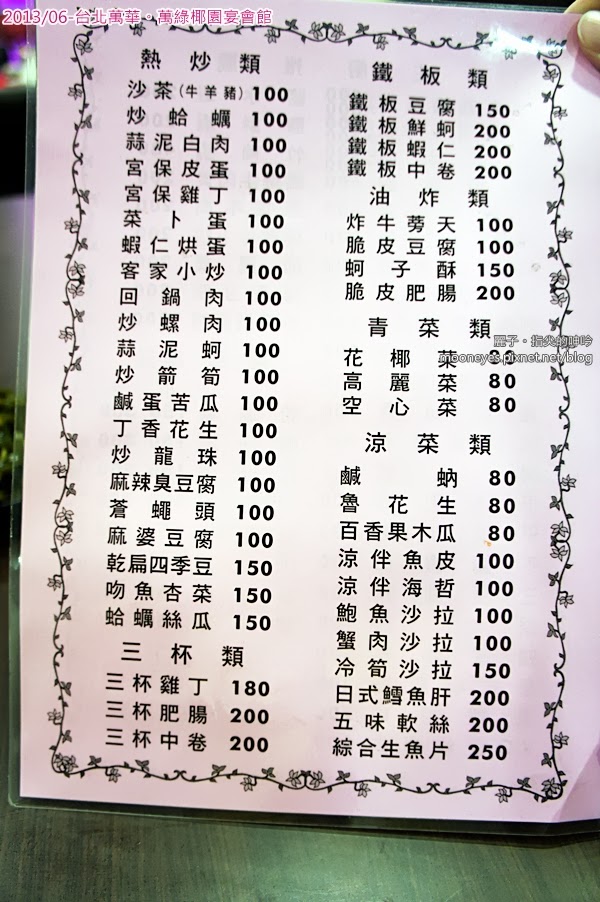 2013/06-台北萬華·萬綠椰園宴會館
熱炒類
沙茶(牛羊豬) 100
炒蛤蠣 100
蒜泥白肉 100
宮保皮蛋 100
宮保雞丁 100
菜卜蛋 100
蝦仁烘蛋 100
客家小炒 100
回鍋肉 100
炒螺肉 100
蒜泥蚵 100
炒箭筍 100
鹹蛋苦瓜 100
丁香花生 100
炒龍珠 100
麻辣臭豆腐 100
蒼蠅頭 100
麻婆豆腐 100
乾扁四季豆 150
吻魚杏菜 150
蛤蠣絲瓜 150
三杯類
三杯雞丁 180
三杯肥腸 200
三杯中卷 200
鐵板類
鐵板豆腐 150
鐵板鮮蚵 200
鐵板蝦仁 200
鐵板中卷 200
油炸類
炸牛蒡天 100
脆皮豆腐 100
蚵子酥 150
脆皮肥腸 200
青菜類
花椰菜 80
高麗菜 80
空心菜 80
涼菜類
鹹蚋 80
魯花生 80
百香果木瓜 80
涼伴魚皮 100
涼伴海哲 100
鮑魚沙拉 100
蟹肉沙拉 100
冷筍沙拉 150
日式鱈魚肝 200
五味軟絲 200
綜合生魚片 250
mooneyes.pixnet.net/blog